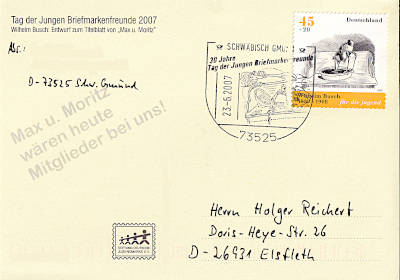 Tag der Jungen Briefmarkenfreunde 2007
Wilhelm Busch: Entwurf zum Titelblatt von „Max u. Moritz“
Abs.:
D-73525 Schw. Gmünd
Max u. Moritz
wären heute
Mitglieder bei uns!
SCHWÄBISCH GMÜ
30 Jahre
Tag der Jungen Briefmarkenfreunde
23.-6.2007
73525
45
+20
Deutschland
Wilhelm Busch
1908
für die Jugend
Herrn Holger Reichert
Doris-Heye-Str. 26
D-26931 Elsfleth